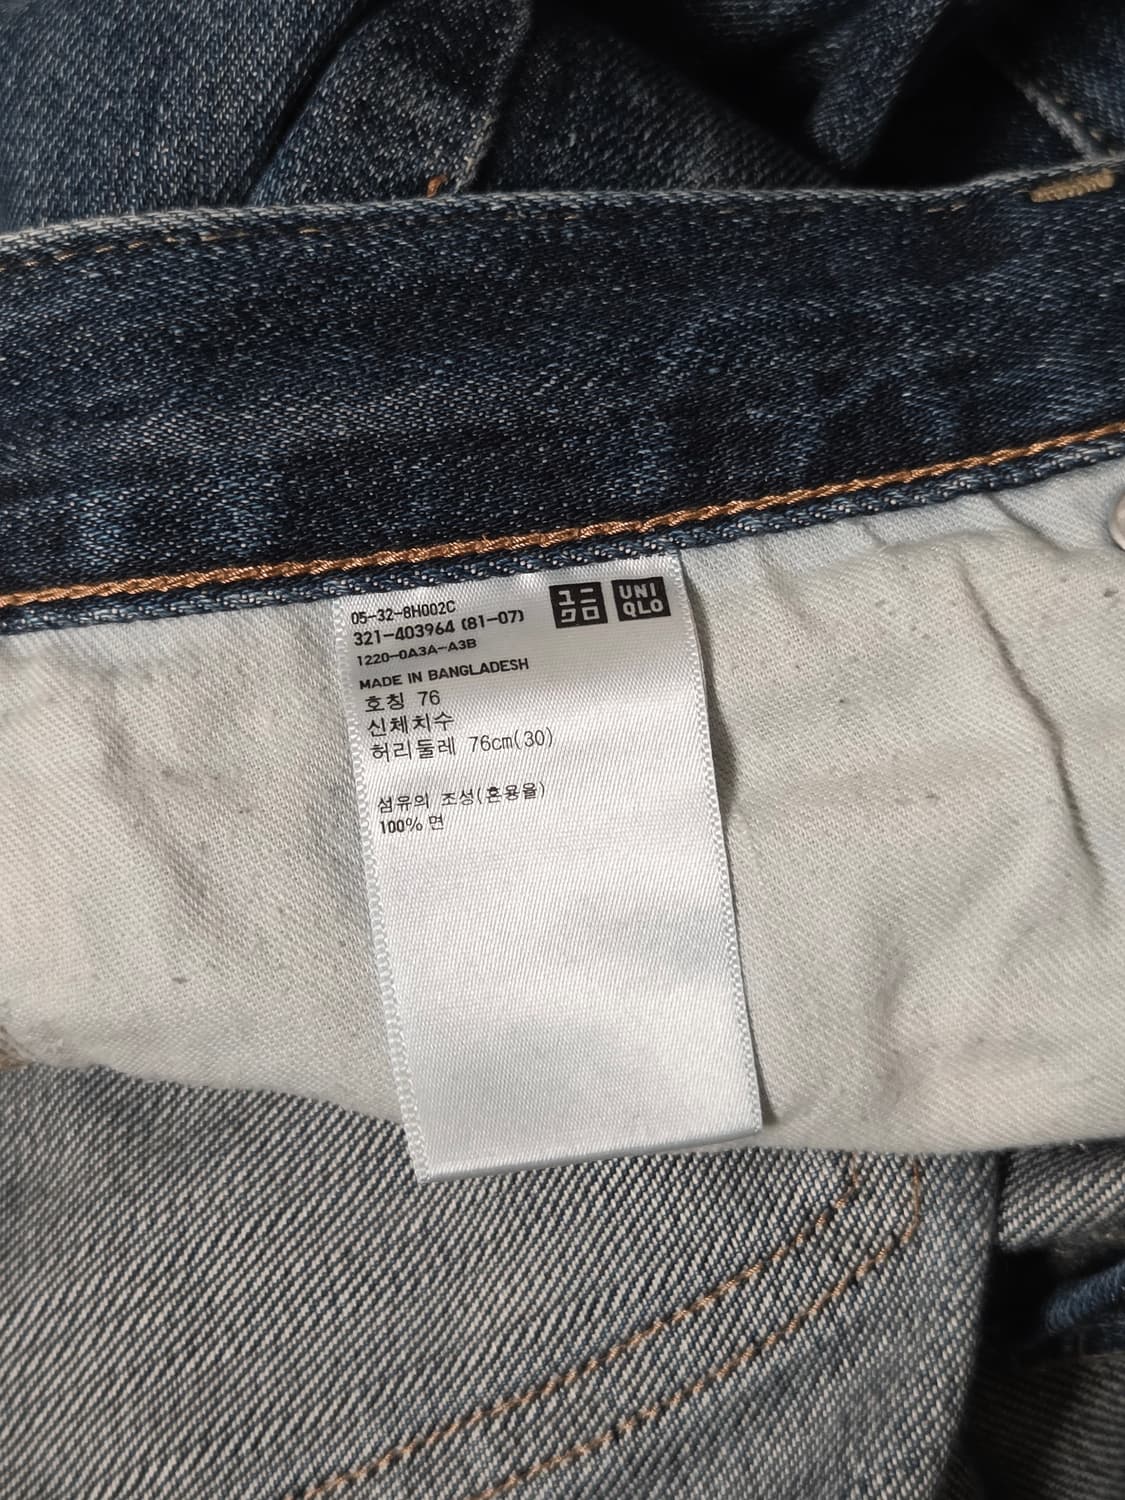 05-32-8H002C
321-403964 (81-07)
1220-0A3A-A3B
ユニ
クロ
UNI
QLO
MADE IN BANGLADESH
호칭 76
신체치수
허리둘레 76cm(30)
섬유의 조성(혼용율)
100% 면